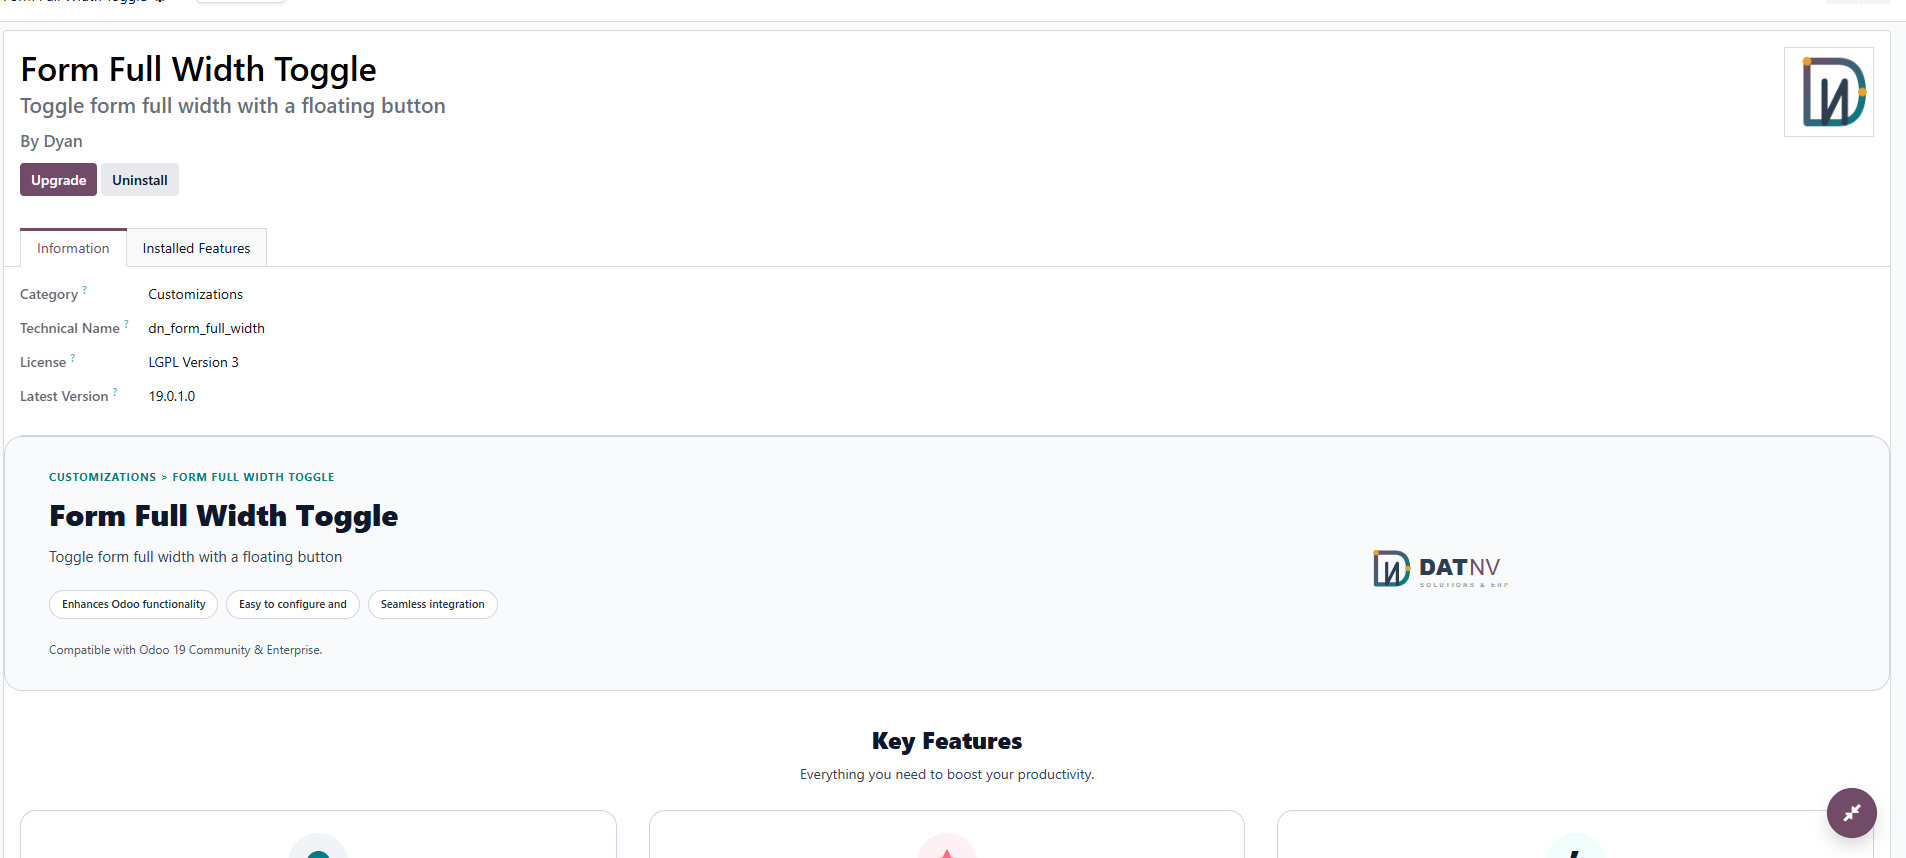 Form Full Width Toggle
Toggle form full width with a floating button
By Dyan
Upgrade Uninstall
Information Installed Features
Category ? Customizations
Technical Name ? dn_form_full_width
License ? LGPL Version 3
Latest Version ? 19.0.1.0
CUSTOMIZATIONS > FORM FULL WIDTH TOGGLE
Form Full Width Toggle
Toggle form full width with a floating button
Enhances Odoo functionality Easy to configure and Seamless integration
Compatible with Odoo 19 Community & Enterprise.
DATNV
SOLUTIONS & ERP
Key Features
Everything you need to boost your productivity.